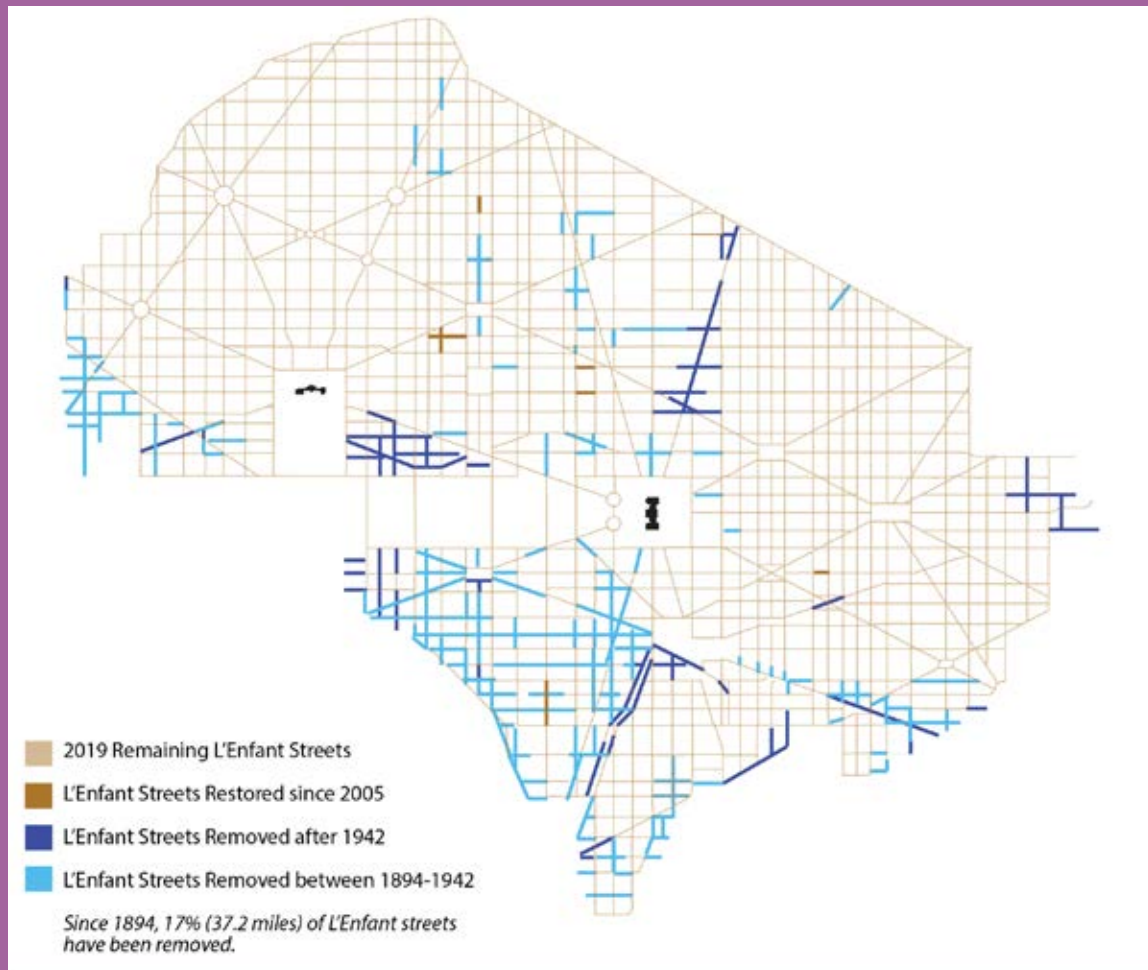 2019 Remaining L'Enfant Streets
L'Enfant Streets Restored since 2005
L'Enfant Streets Removed after 1942
L'Enfant Streets Removed between 1894-1942
Since 1894, 17% (37.2 miles) of L'Enfant streets
have been removed.